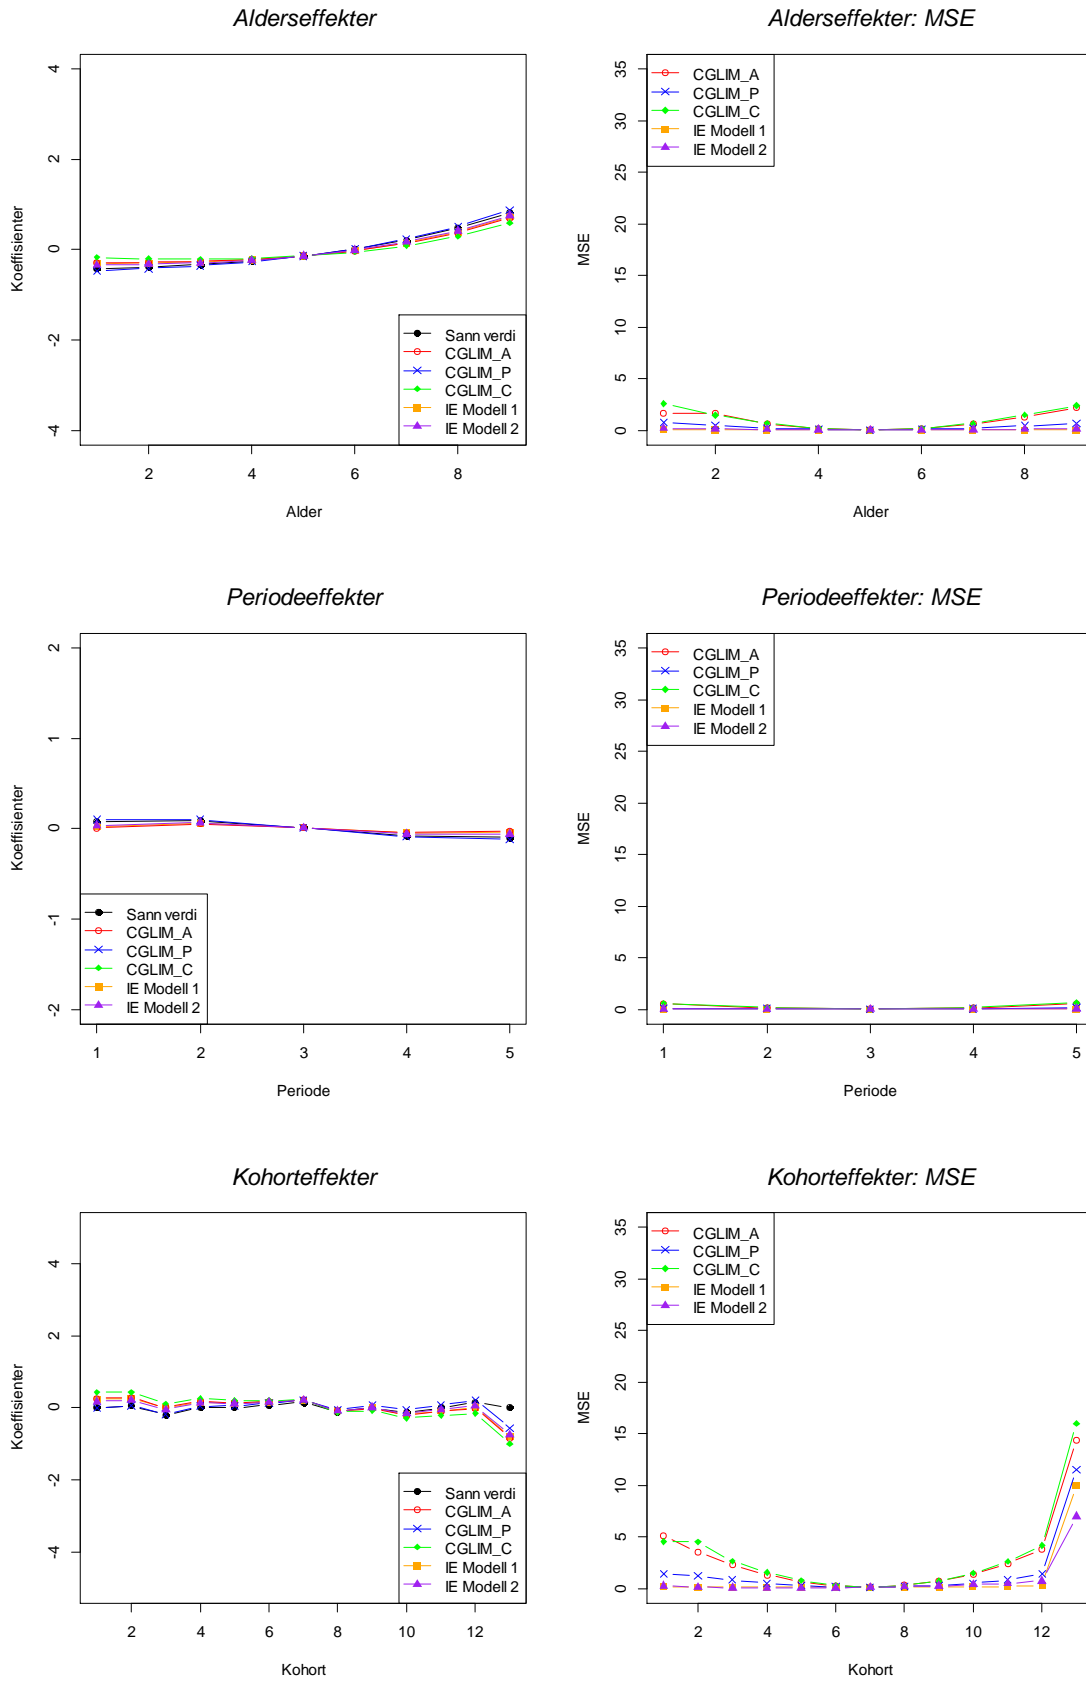 Alderseffekter
4
2
0
-2
-4
Koeffisienter
Sann verdi
CGLIM_A
CGLIM_P
CGLIM_C
IE Modell 1
IE Modell 2
2 4 6 8
Alder
Alderseffekter: MSE
35
30
25
20
15
10
5
0
MSE
CGLIM_A
CGLIM_P
CGLIM_C
IE Modell 1
IE Modell 2
2 4 6 8
Alder
Periodeeffekter
2
1
0
-1
-2
Koeffisienter
Sann verdi
CGLIM_A
CGLIM_P
CGLIM_C
IE Modell 1
IE Modell 2
1 2 3 4 5
Periode
Periodeeffekter: MSE
35
30
25
20
15
10
5
0
MSE
CGLIM_A
CGLIM_P
CGLIM_C
IE Modell 1
IE Modell 2
1 2 3 4 5
Periode
Kohorteffekter
4
2
0
-2
-4
Koeffisienter
Sann verdi
CGLIM_A
CGLIM_P
CGLIM_C
IE Modell 1
IE Modell 2
2 4 6 8 10 12
Kohort
Kohorteffekter: MSE
35
30
25
20
15
10
5
0
MSE
CGLIM_A
CGLIM_P
CGLIM_C
IE Modell 1
IE Modell 2
2 4 6 8 10 12
Kohort